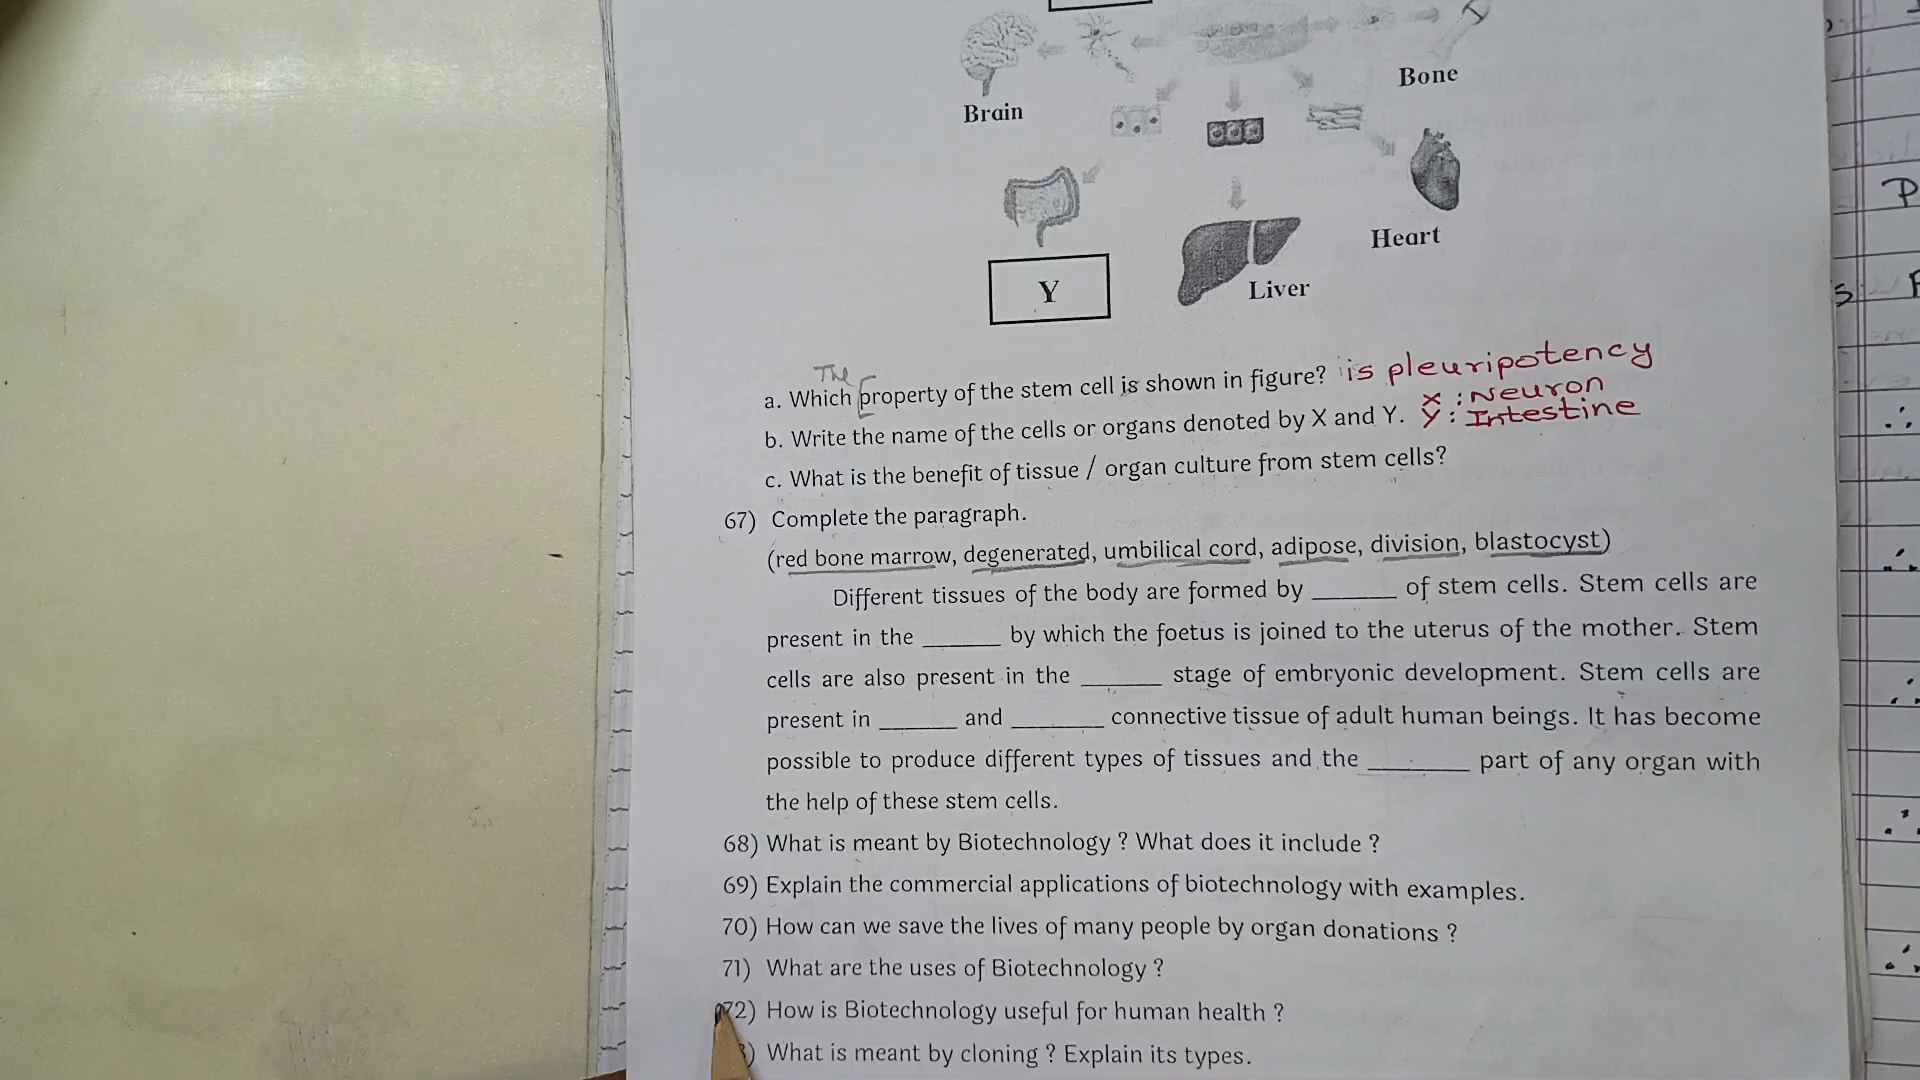 Brain
Bone
Heart
Liver
Y
The
a. Which property of the stem cell is shown in figure? is pleuripotency
X : Neuron
b. Write the name of the cells or organs denoted by X and Y. Y : Intestine
c. What is the benefit of tissue / organ culture from stem cells?
67) Complete the paragraph.
(red bone marrow, degenerated, umbilical cord, adipose, division, blastocyst)
Different tissues of the body are formed by ______ of stem cells. Stem cells are
present in the ______ by which the foetus is joined to the uterus of the mother. Stem
cells are also present in the ______ stage of embryonic development. Stem cells are
present in ______ and _______ connective tissue of adult human beings. It has become
possible to produce different types of tissues and the ________ part of any organ with
the help of these stem cells.
68) What is meant by Biotechnology ? What does it include ?
69) Explain the commercial applications of biotechnology with examples.
70) How can we save the lives of many people by organ donations ?
71) What are the uses of Biotechnology ?
72) How is Biotechnology useful for human health ?
) What is meant by cloning ? Explain its types.
P